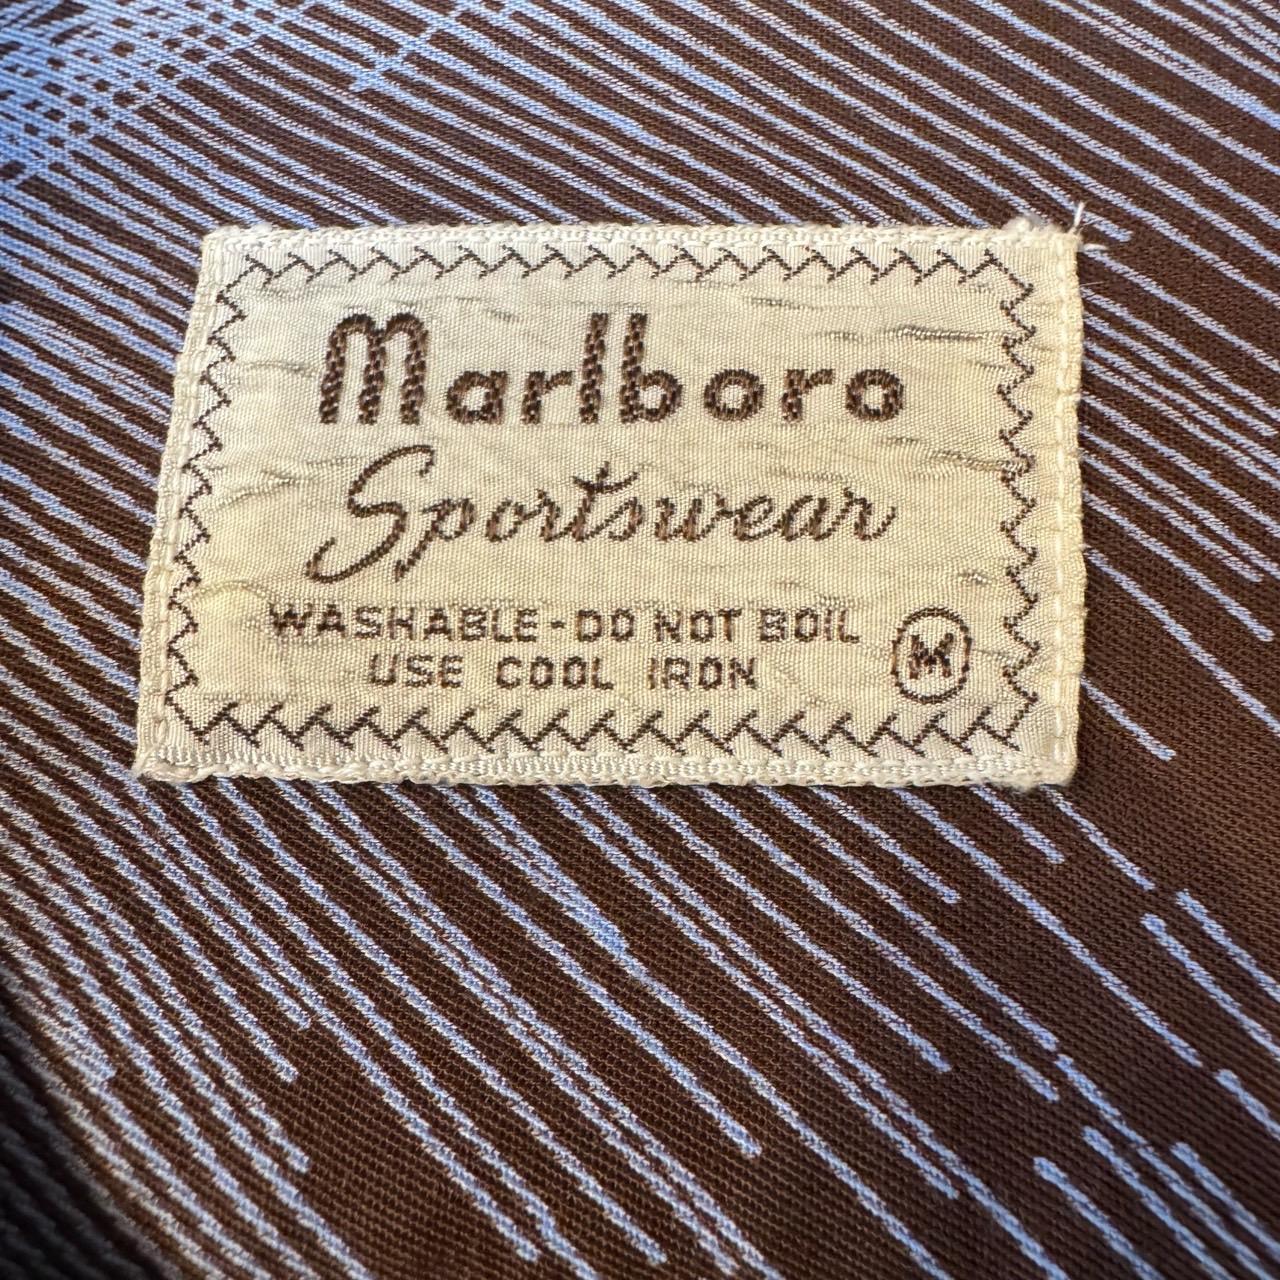 Marlboro
Sportswear
WASHABLE-DO NOT BOIL
USE COOL IRON
M